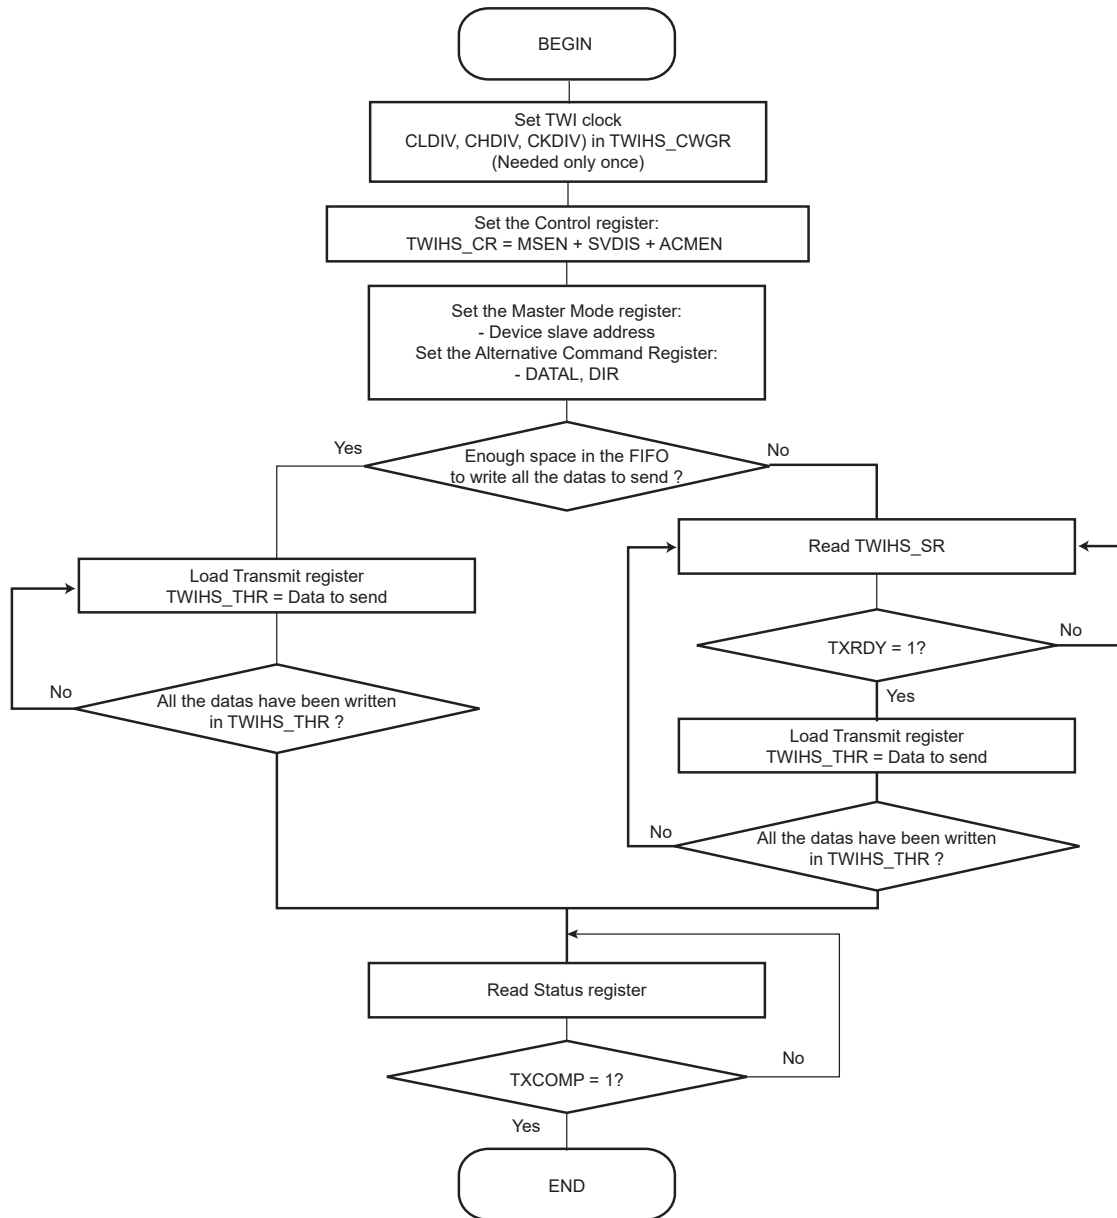 BEGIN
Set TWI clock
CLDIV, CHDIV, CKDIV) in TWIHS_CWGR
(Needed only once)
Set the Control register:
TWIHS_CR = MSEN + SVDIS + ACMEN
Set the Master Mode register:
- Device slave address
Set the Alternative Command Register:
- DATAL, DIR
Yes
Enough space in the FIFO
to write all the datas to send ?
No
Load Transmit register
TWIHS_THR = Data to send
No
All the datas have been written
in TWIHS_THR ?
Read TWIHS_SR
TXRDY = 1?
No
Yes
Load Transmit register
TWIHS_THR = Data to send
No
All the datas have been written
in TWIHS_THR ?
Read Status register
TXCOMP = 1?
No
Yes
END